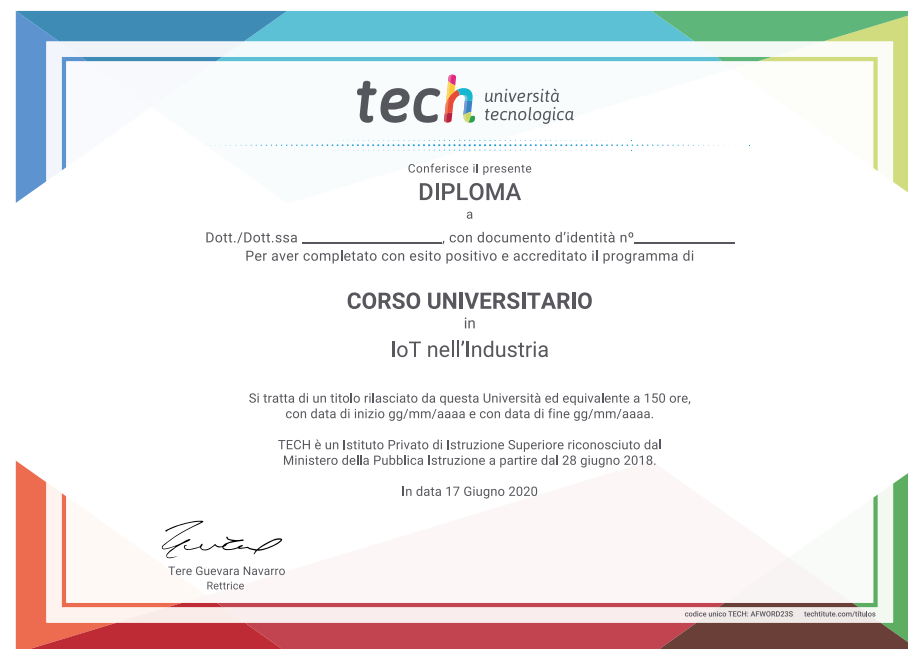 tech università
tecnologica
Conferisce il presente
DIPLOMA
a
Dott./Dott.ssa ____________________, con documento d'identità nº______________
Per aver completato con esito positivo e accreditato il programma di
CORSO UNIVERSITARIO
in
IoT nell'Industria
Si tratta di un titolo rilasciato da questa Università ed equivalente a 150 ore,
con data di inizio gg/mm/aaaa e con data di fine gg/mm/aaaa.
TECH è un Istituto Privato di Istruzione Superiore riconosciuto dal
Ministero della Pubblica Istruzione a partire dal 28 giugno 2018.
In data 17 Giugno 2020
Tere Guevara Navarro
Rettrice
codice unico TECH: AFWORD23S techtitute.com/titulos